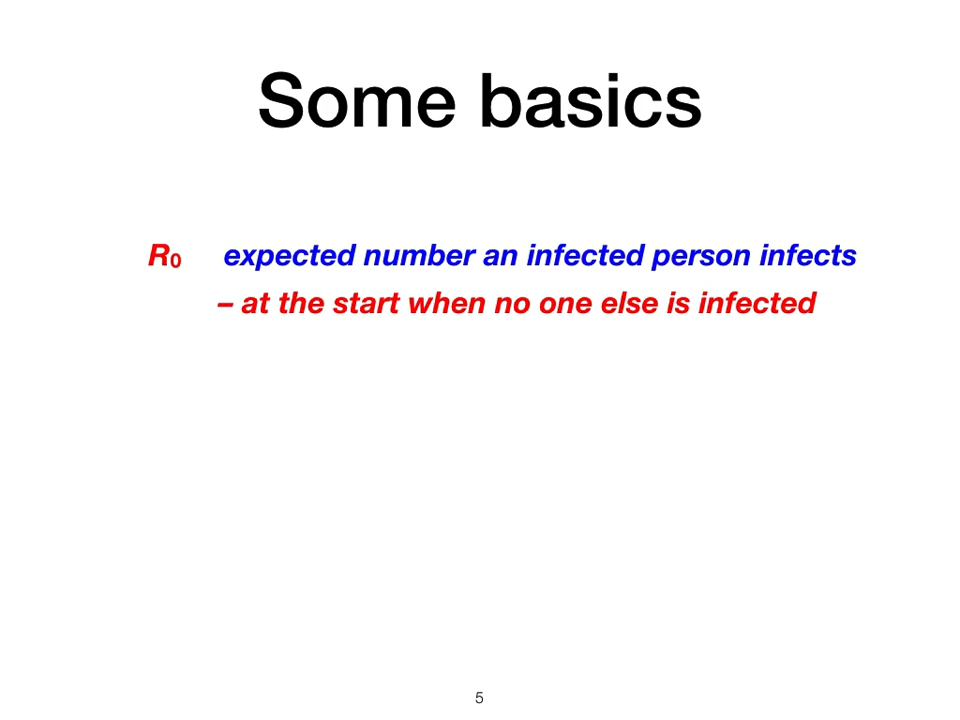 Some basics
R₀ expected number an infected person infects
– at the start when no one else is infected
5